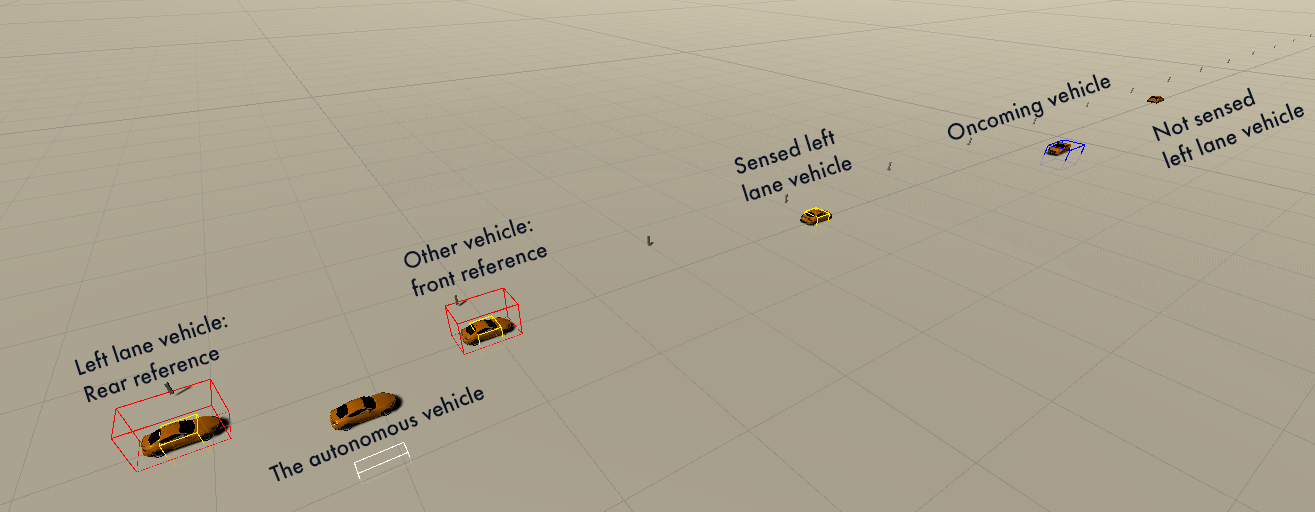 Left lane vehicle:
Rear reference
The autonomous vehicle
Other vehicle:
front reference
Sensed left
lane vehicle
Oncoming vehicle
Not sensed
left lane vehicle